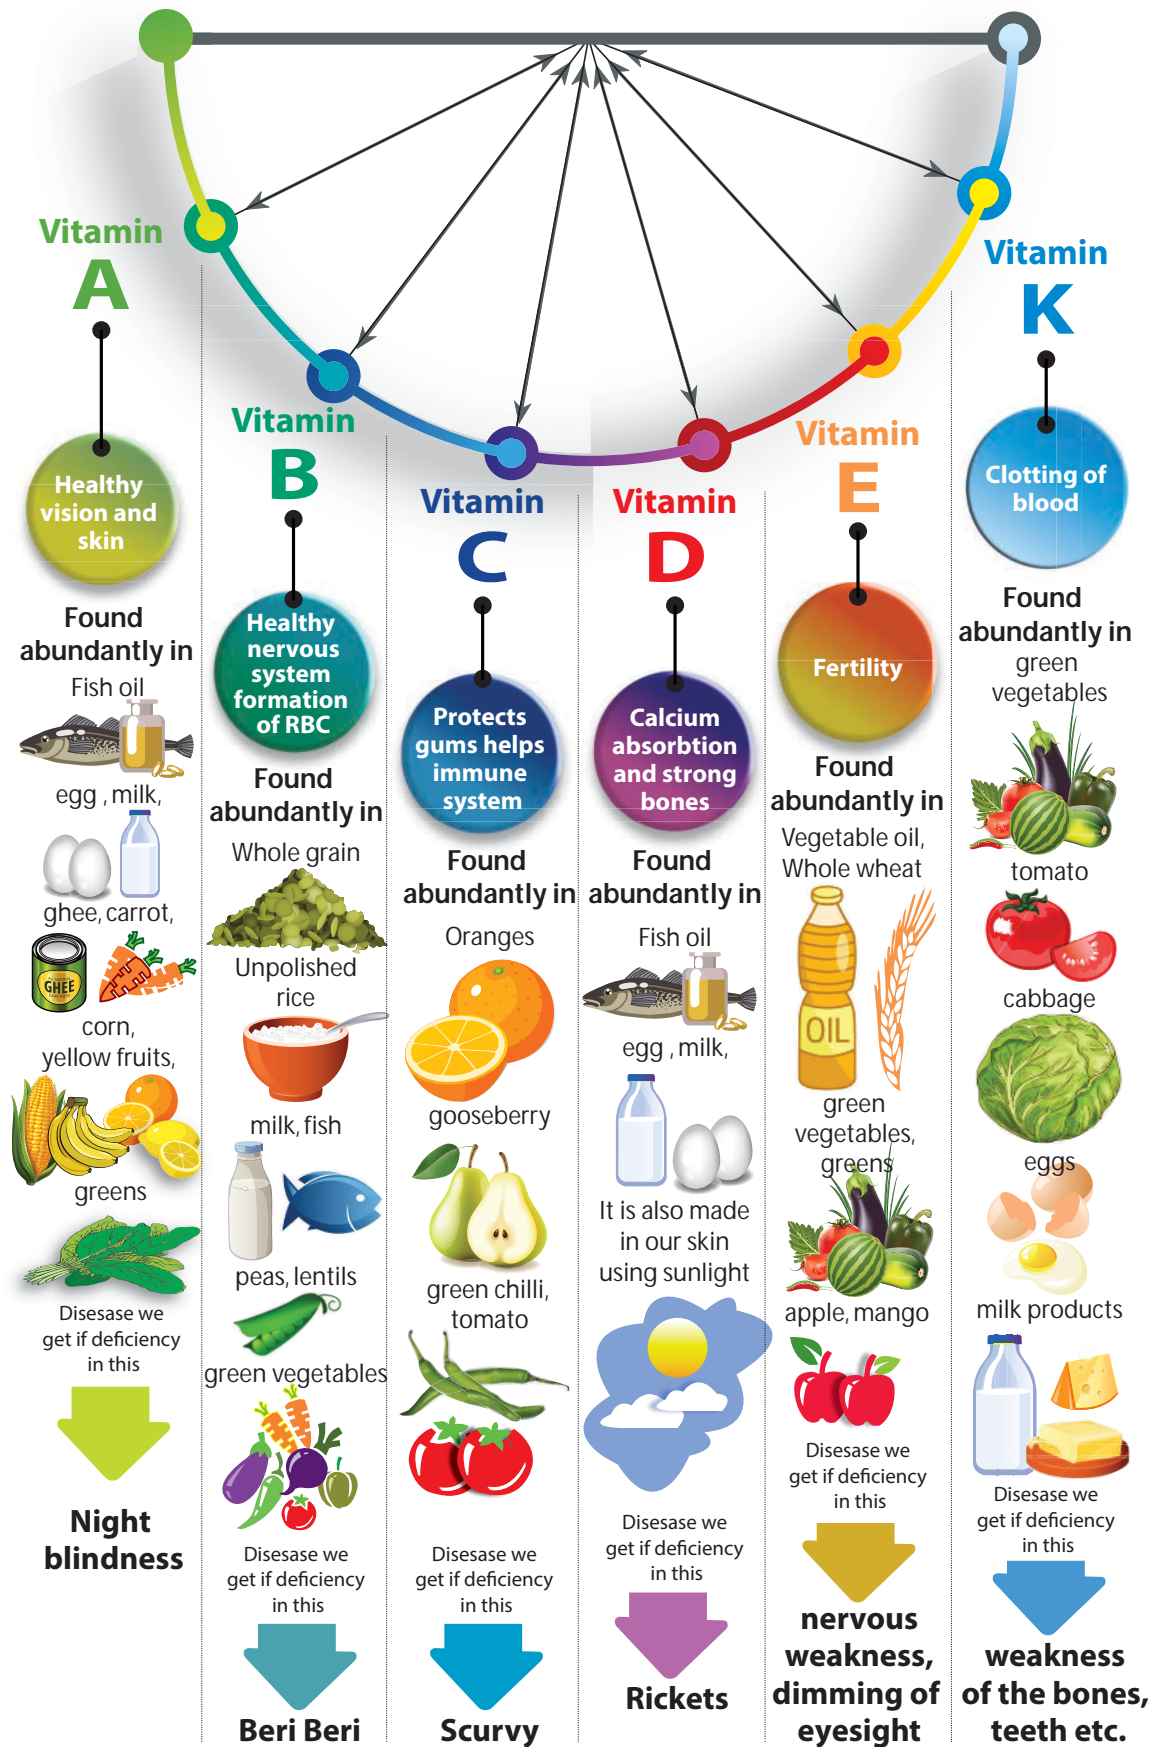 Vitamin
A
Healthy
vision and
skin
Found
abundantly in
Fish oil
egg , milk,
ghee, carrot,
GHEE
corn,
yellow fruits,
greens
Disesase we
get if deficiency
in this
Night
blindness
Vitamin
B
Healthy
nervous
system
formation
of RBC
Found
abundantly in
Whole grain
Unpolished
rice
milk, fish
peas, lentils
green vegetables
Disesase we
get if deficiency
in this
Beri Beri
Vitamin
C
Protects
gums helps
immune
system
Found
abundantly in
Oranges
gooseberry
green chilli,
tomato
Disesase we
get if deficiency
in this
Scurvy
Vitamin
D
Calcium
absorbtion
and strong
bones
Found
abundantly in
Fish oil
egg , milk,
It is also made
in our skin
using sunlight
Disesase we
get if deficiency
in this
Rickets
Vitamin
E
Fertility
Found
abundantly in
Vegetable oil,
Whole wheat
OIL
green
vegetables,
greens
apple, mango
Disesase we
get if deficiency
in this
nervous
weakness,
dimming of
eyesight
Vitamin
K
Clotting of
blood
Found
abundantly in
green
vegetables
tomato
cabbage
eggs
milk products
Disesase we
get if deficiency
in this
weakness
of the bones,
teeth etc.